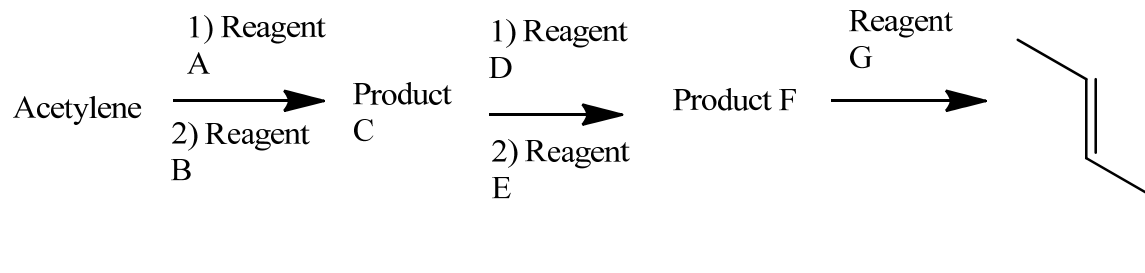 Acetylene
1) Reagent
A
2) Reagent
B
Product
C
1) Reagent
D
2) Reagent
E
Product F
Reagent
G